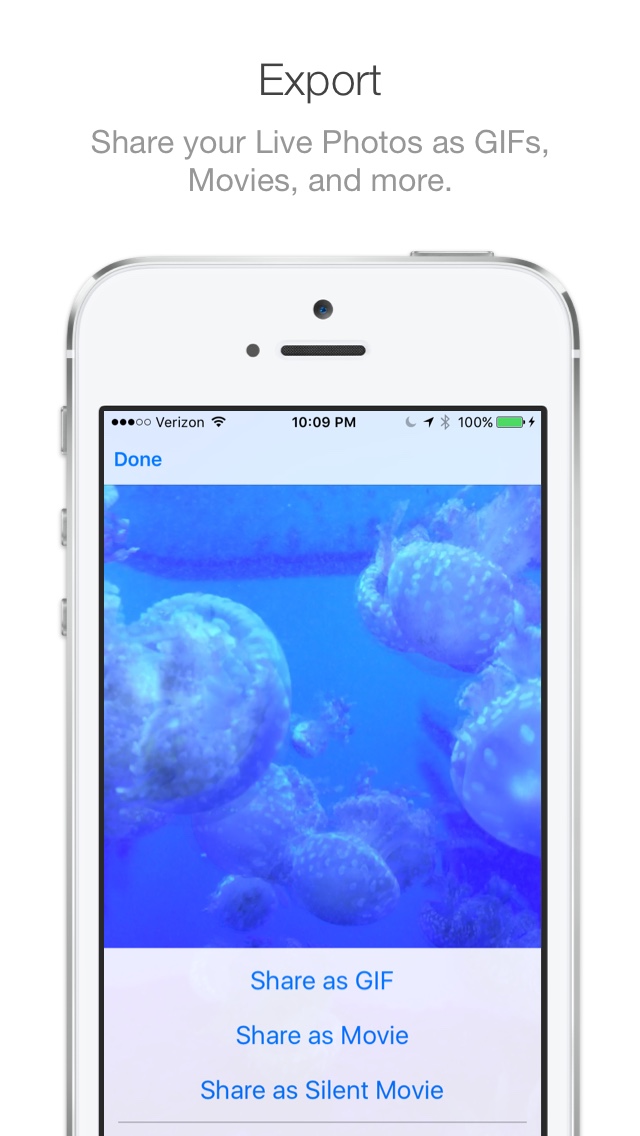 Export
Share your Live Photos as GIFs,
Movies, and more.
Verizon 10:09 PM 100%
Done
Share as GIF
Share as Movie
Share as Silent Movie